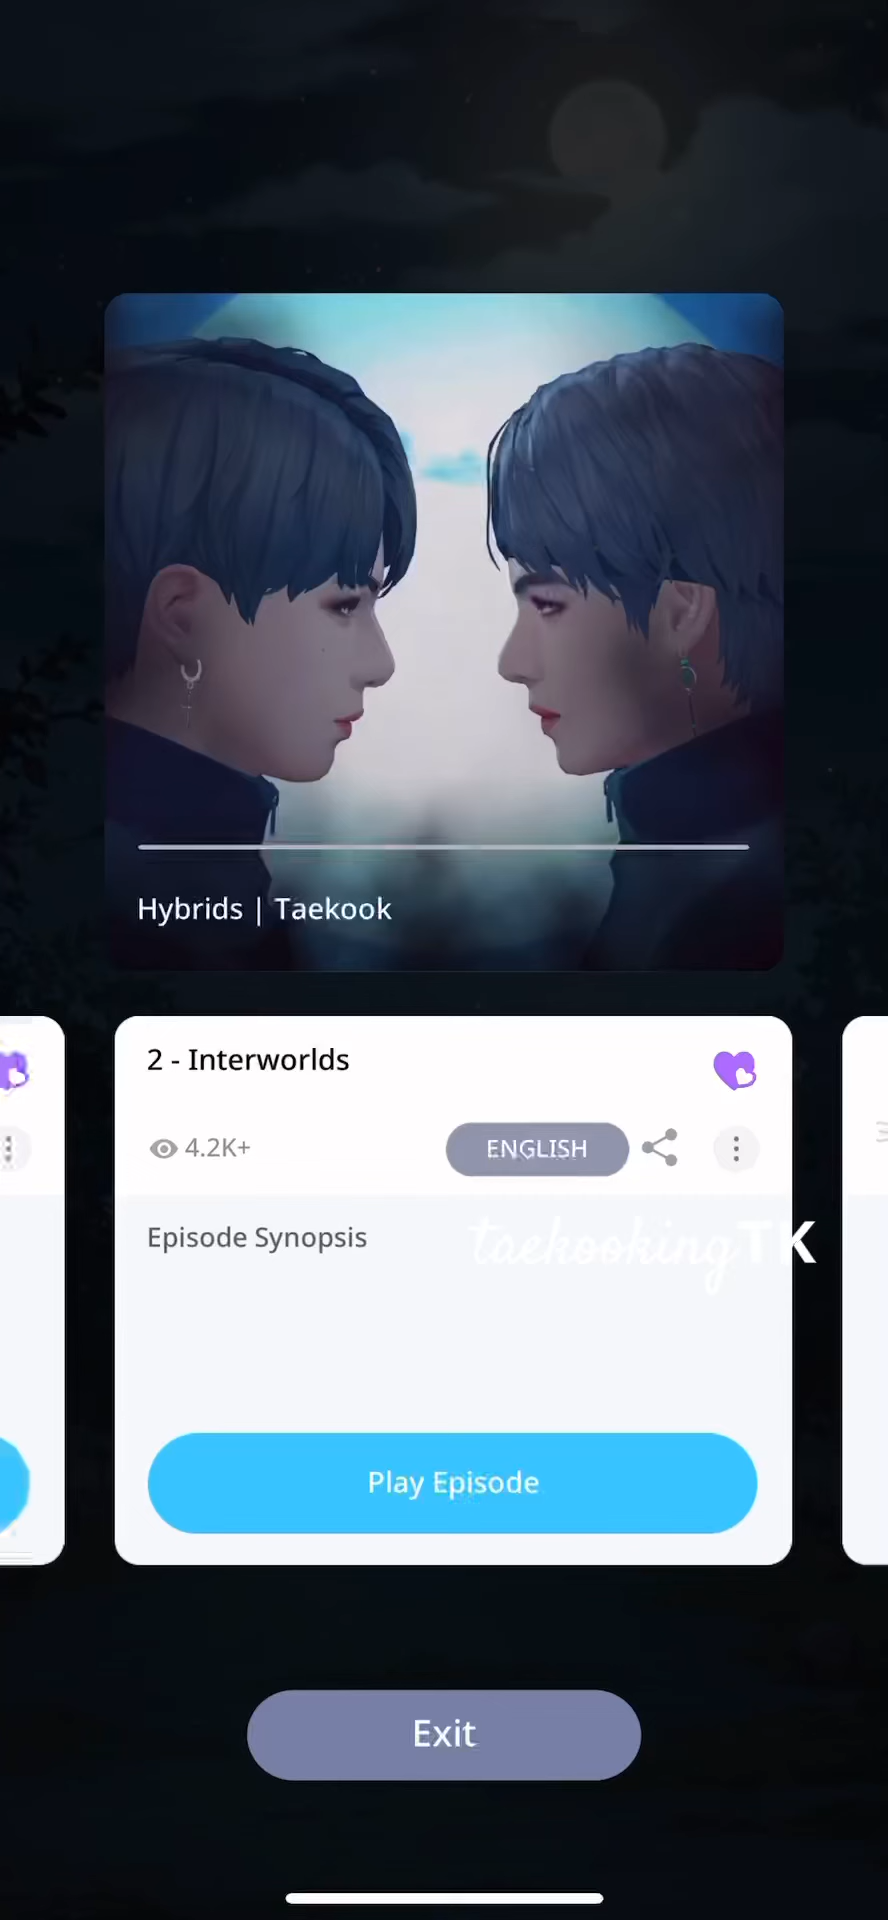 Hybrids | Taekook
2 - Interworlds
4.2K+
ENGLISH
Episode Synopsis
taekookingTK
Play Episode
Exit